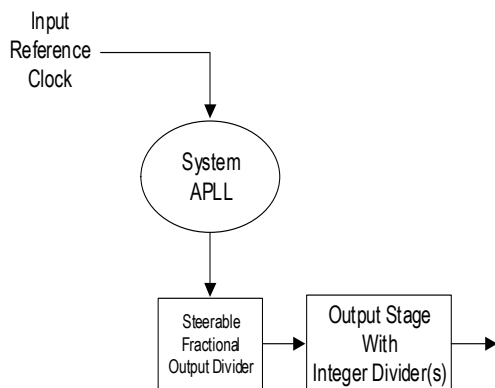 Input
Reference
Clock
System
APLL
Steerable
Fractional
Output Divider
Output Stage
With
Integer Divider(s)